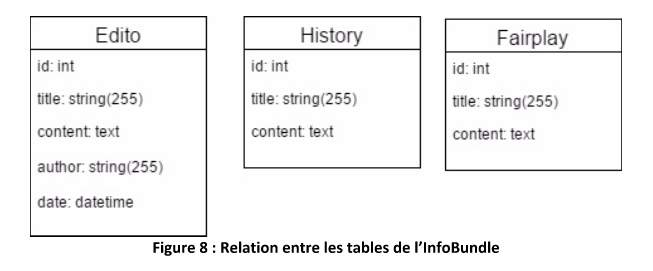 Edito
id: int
title: string(255)
content: text
author: string(255)
date: datetime
History
id: int
title: string(255)
content: text
Fairplay
id: int
title: string(255)
content: text
Figure 8 : Relation entre les tables de l’InfoBundle